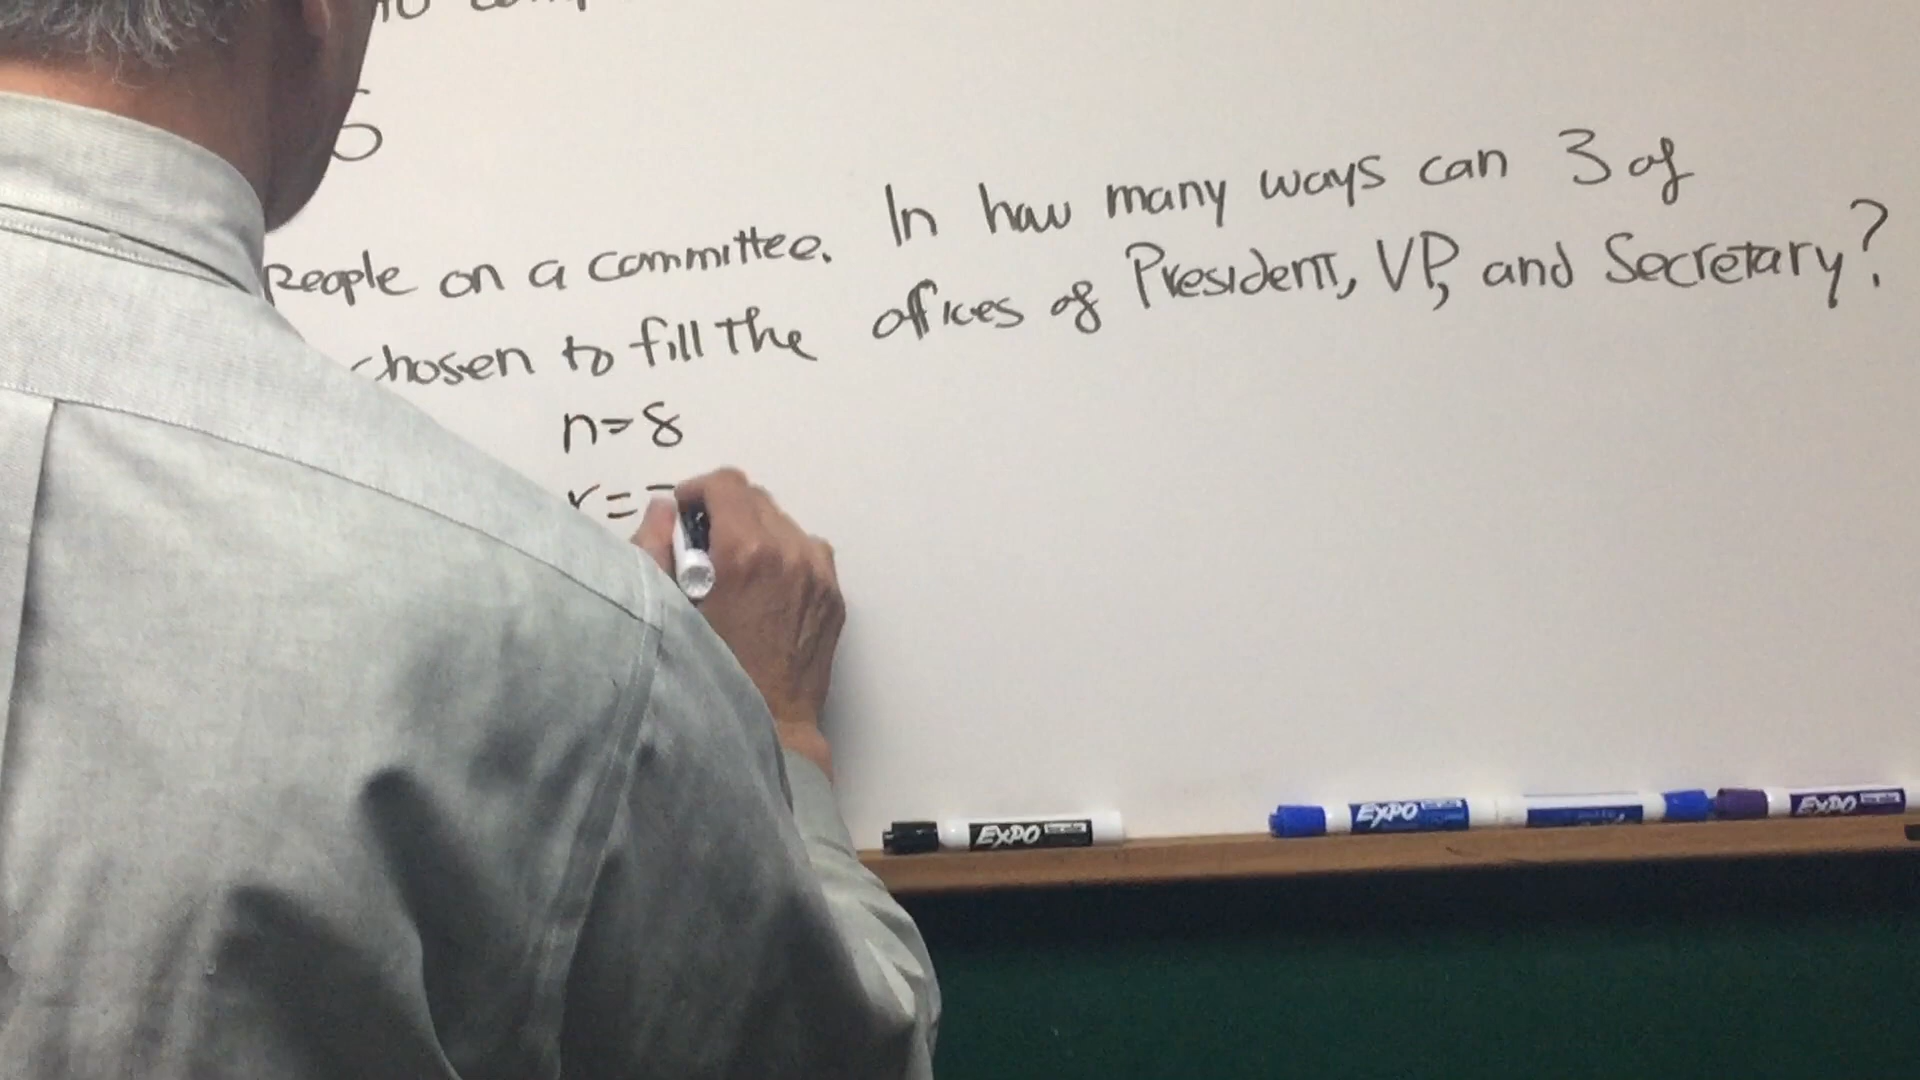 In how many ways can 3 of
people on a committee.
chosen to fill the offices of President, VP, and Secretary?
n=8
r=
EXPO
EXPO
EXPO